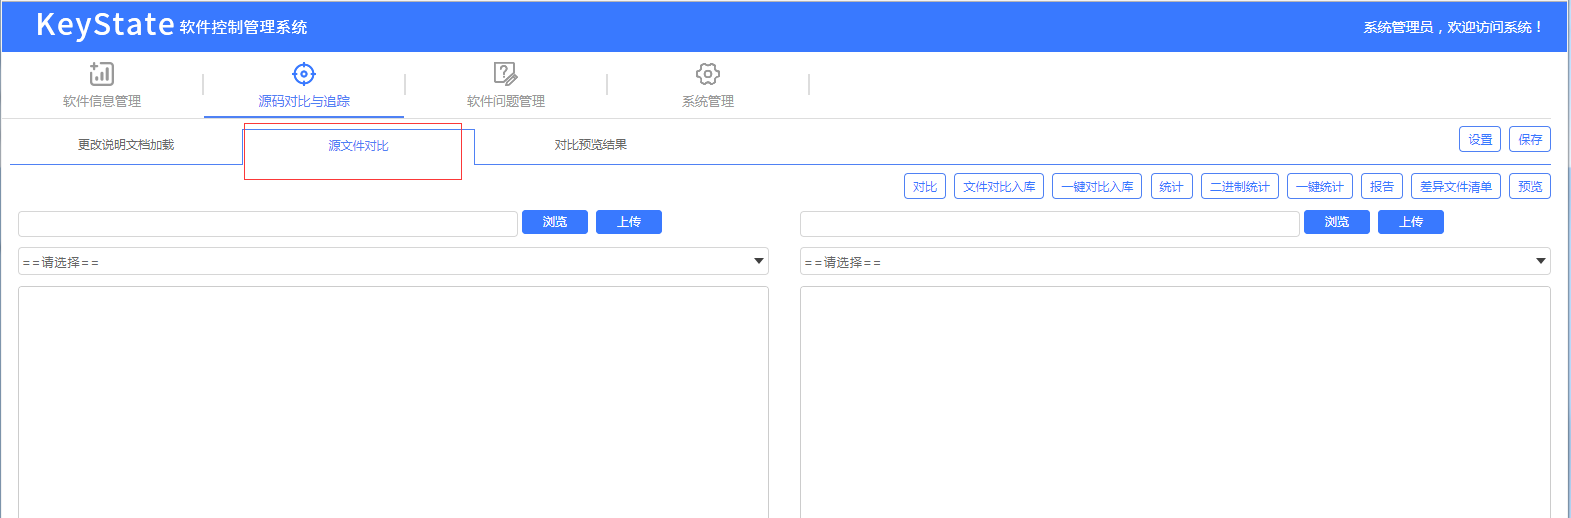 KeyState 软件控制管理系统
系统管理员，欢迎访问系统！
软件信息管理
源码对比与追踪
软件问题管理
系统管理
更改说明文档加载
源文件对比
对比预览结果
设置
保存
对比
文件对比入库
一键对比入库
统计
二进制统计
一键统计
报告
差异文件清单
预览
浏览
上传
浏览
上传
==请选择==
==请选择==